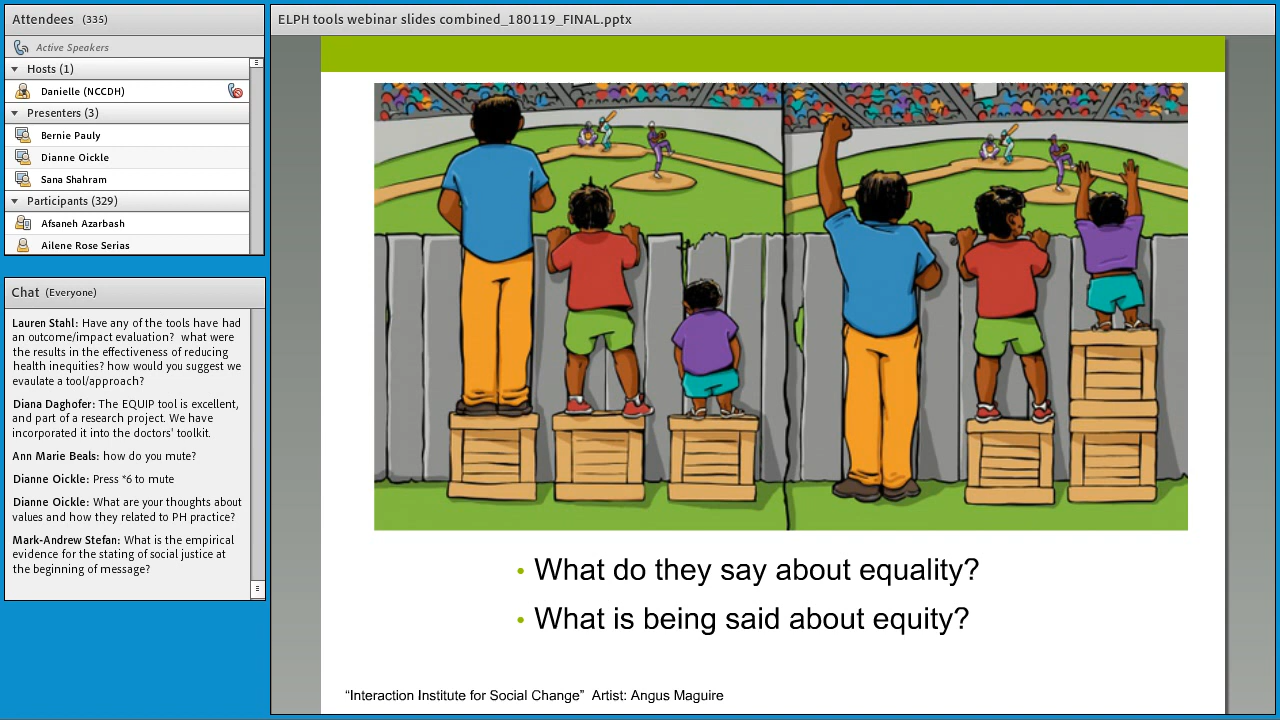 Attendees (335)
Active Speakers
Hosts (1)
Danielle (NCCDH)
Presenters (3)
Bernie Pauly
Dianne Oickle
Sana Shahram
Participants (329)
Afsaneh Azarbash
Ailene Rose Serias
Chat (Everyone)
Lauren Stahl: Have any of the tools have had
an outcome/impact evaluation? what were
the results in the effectiveness of reducing
health inequities? how would you suggest we
evaulate a tool/approach?
Diana Daghofer: The EQUIP tool is excellent,
and part of a research project. We have
incorporated it into the doctors' toolkit.
Ann Marie Beals: how do you mute?
Dianne Oickle: Press *6 to mute
Dianne Oickle: What are your thoughts about
values and how they related to PH practice?
Mark-Andrew Stefan: What is the empirical
evidence for the stating of social justice at
the beginning of message?
ELPH tools webinar slides combined_180119_FINAL.pptx
• What do they say about equality?
• What is being said about equity?
“Interaction Institute for Social Change” Artist: Angus Maguire